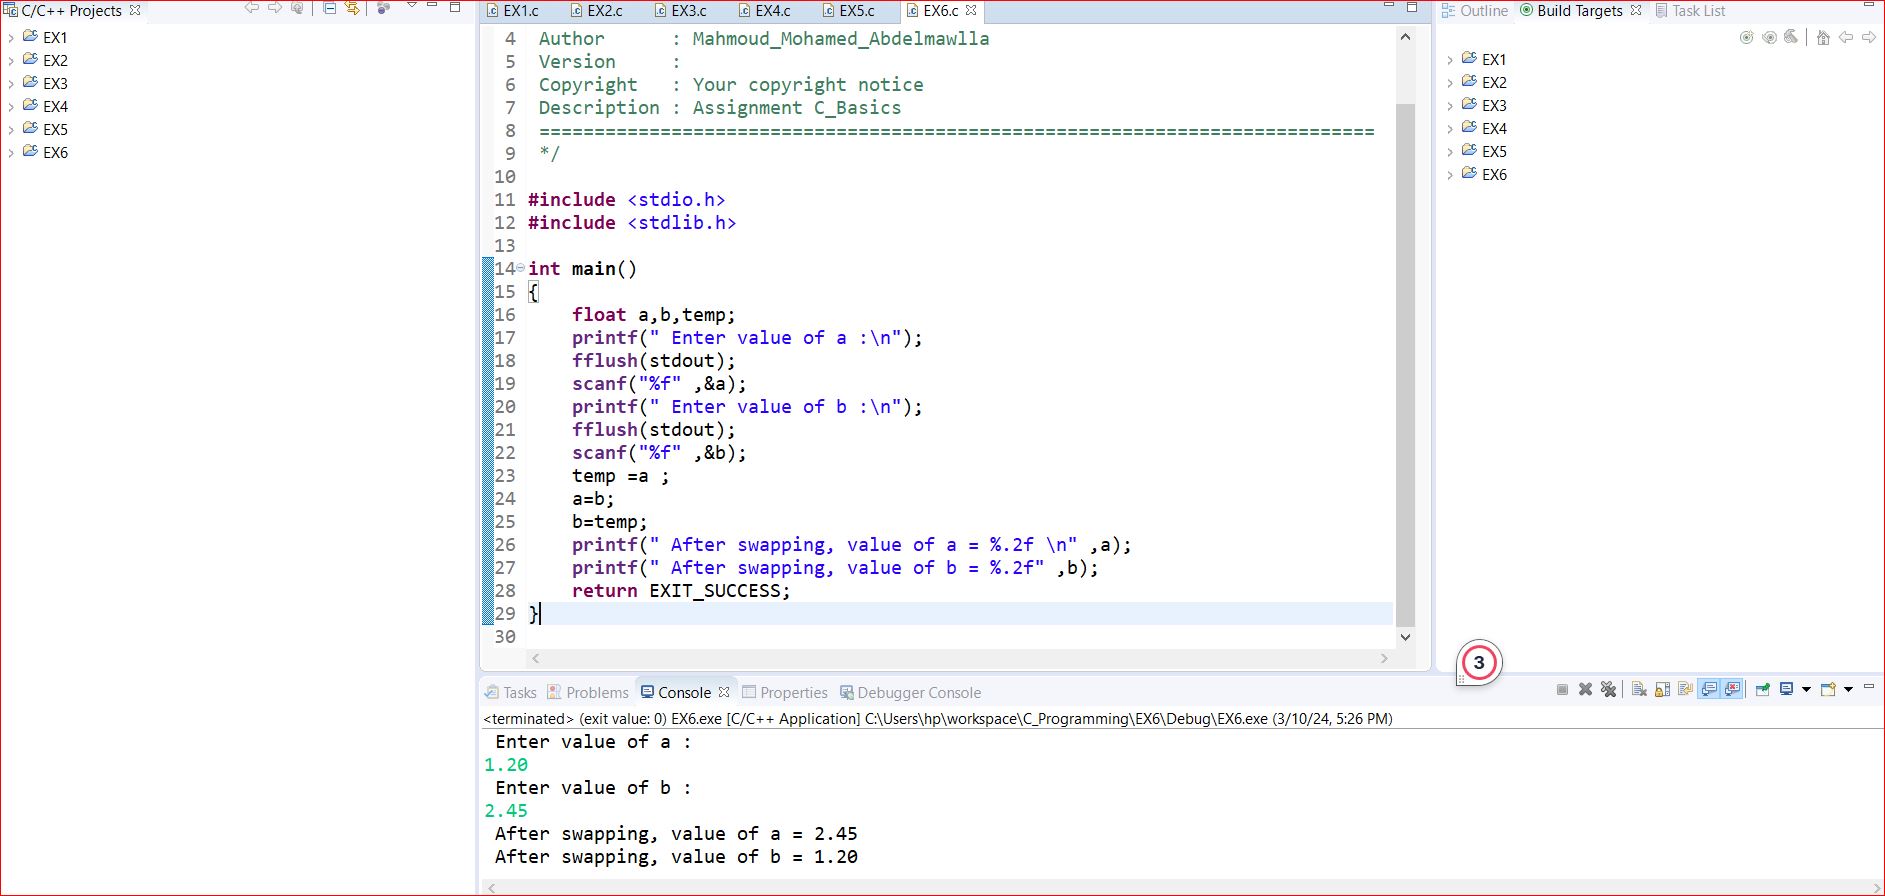 C/C++ Projects
EX1
EX2
EX3
EX4
EX5
EX6
EX1.c
EX2.c
EX3.c
EX4.c
EX5.c
EX6.c
4 Author : Mahmoud_Mohamed_Abdelmawlla
5 Version :
6 Copyright : Your copyright notice
7 Description : Assignment C_Basics
8 ============================================================================
9 */
10
11 #include <stdio.h>
12 #include <stdlib.h>
13
14 int main()
15 {
16 float a,b,temp;
17 printf(" Enter value of a :\n");
18 fflush(stdout);
19 scanf("%f" ,&a);
20 printf(" Enter value of b :\n");
21 fflush(stdout);
22 scanf("%f" ,&b);
23 temp =a ;
24 a=b;
25 b=temp;
26 printf(" After swapping, value of a = %.2f \n" ,a);
27 printf(" After swapping, value of b = %.2f" ,b);
28 return EXIT_SUCCESS;
29 }
30
Outline
Build Targets
Task List
EX1
EX2
EX3
EX4
EX5
EX6
3
Tasks
Problems
Console
Properties
Debugger Console
<terminated> (exit value: 0) EX6.exe [C/C++ Application] C:\Users\hp\workspace\C_Programming\EX6\Debug\EX6.exe (3/10/24, 5:26 PM)
Enter value of a :
1.20
Enter value of b :
2.45
After swapping, value of a = 2.45
After swapping, value of b = 1.20